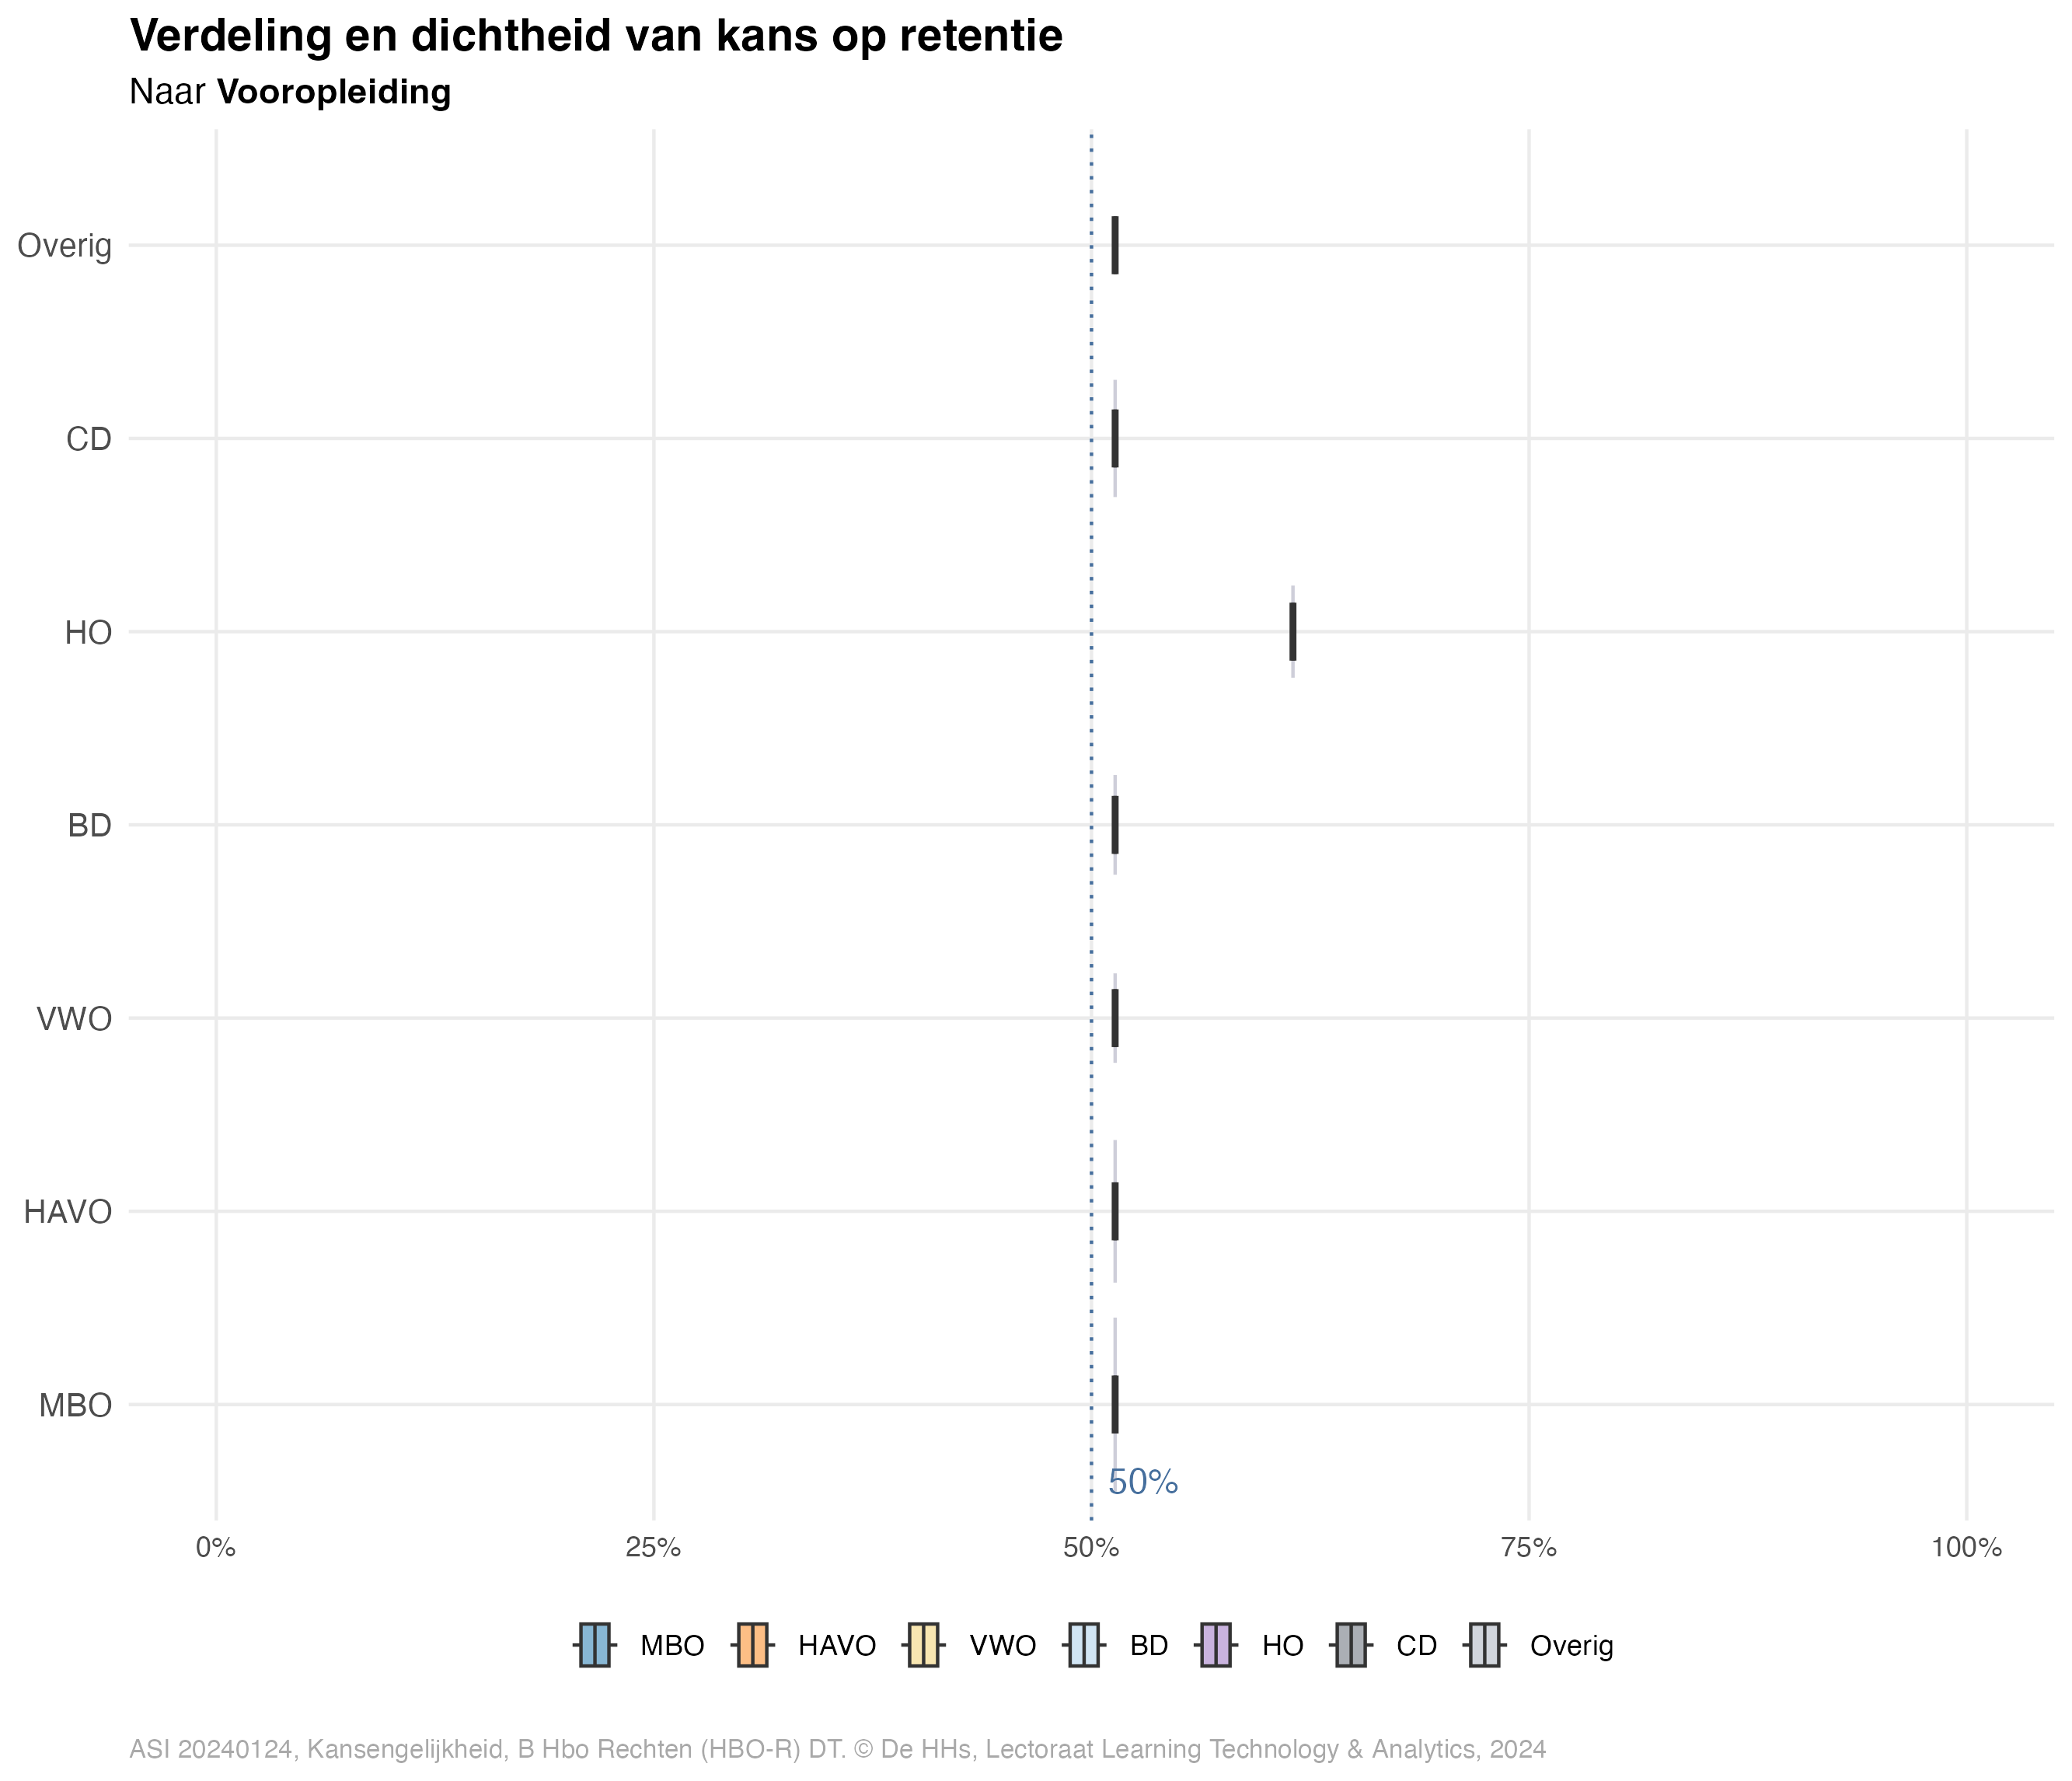 Verdeling en dichtheid van kans op retentie
Naar Vooropleiding
Overig
CD
HO
BD
VWO
HAVO
MBO
50%
0% 25% 50% 75% 100%
MBO HAVO VWO BD HO CD Overig
ASI 20240124, Kansengelijkheid, B Hbo Rechten (HBO-R) DT. © De HHs, Lectoraat Learning Technology & Analytics, 2024